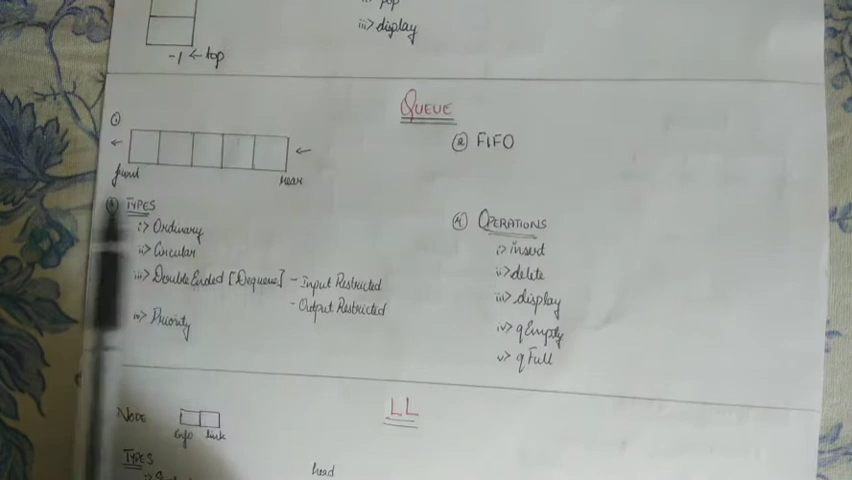 ii> pop
iii> display
-1 ← top
QUEUE
①
← ←
front rear
② FIFO
③ TYPES
i> Ordinary
ii> Circular
iii> Double Ended [Dequeue] - Input Restricted
- Output Restricted
iv> Priority
④ OPERATIONS
i> insert
ii> delete
iii> display
iv> qEmpty
v> qFull
LL
NODE
info link
TYPES
head